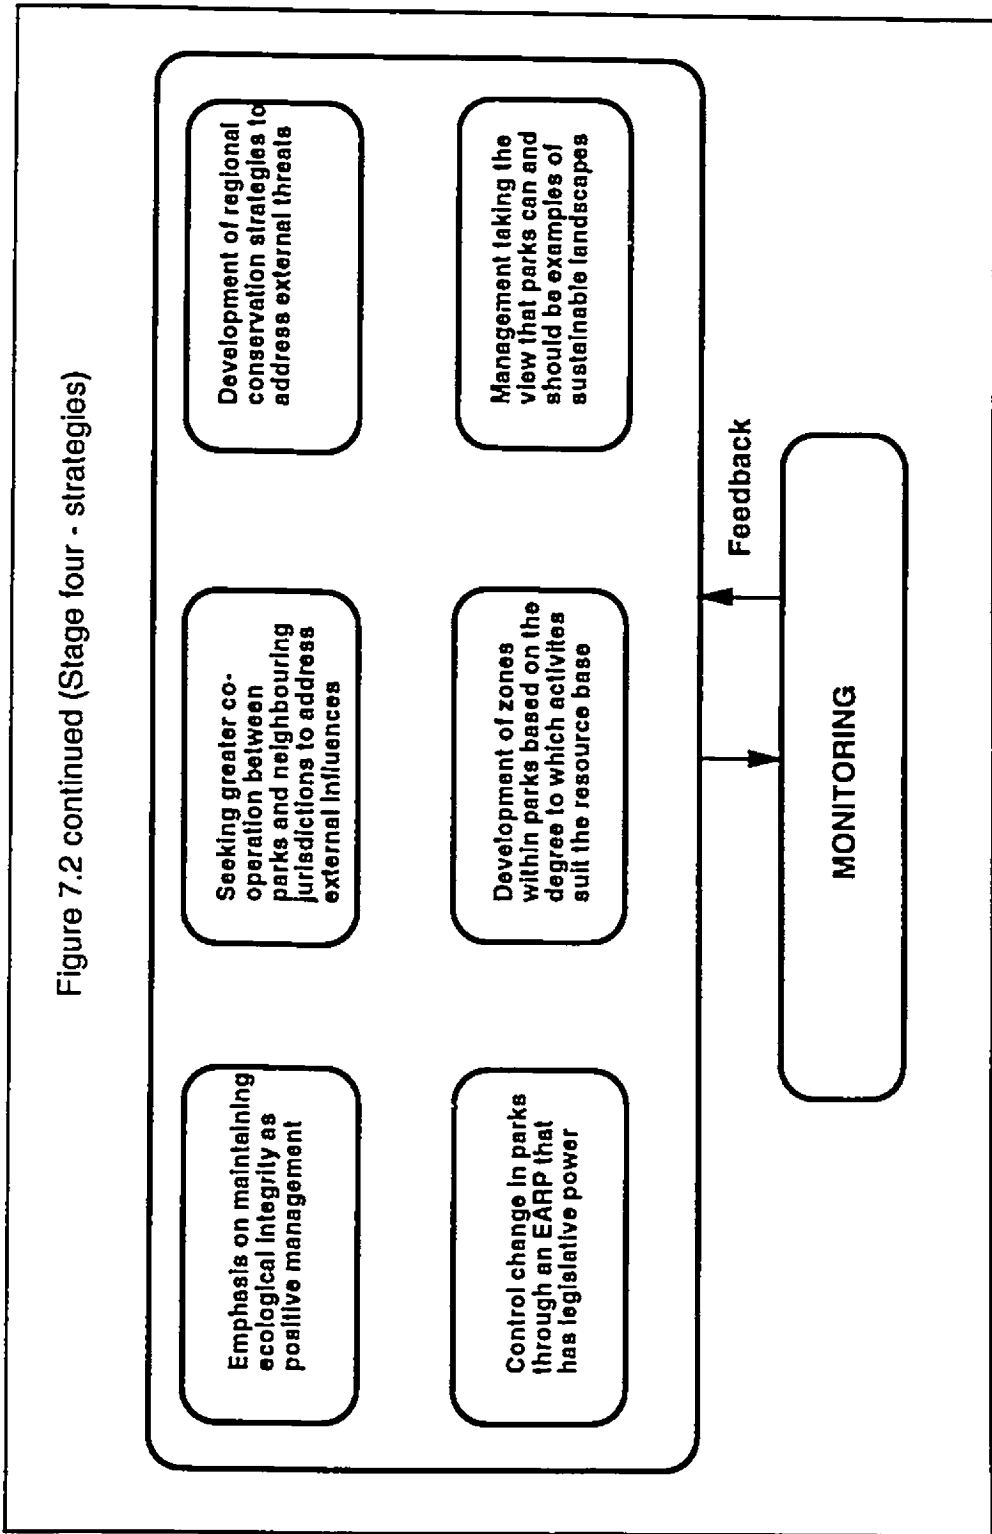 Figure 7.2 continued (Stage four - strategies)
Emphasis on maintaining
ecological integrity as
positive management
Seeking greater co-
operation between
parks and neighbouring
jurisdictions to address
external influences
Development of regional
conservation strategies to
address external threats
Control change in parks
through an EARP that
has legislative power
Development of zones
within parks based on the
degree to which activites
suit the resource base
Management taking the
view that parks can and
should be examples of
sustainable landscapes
Feedback
MONITORING